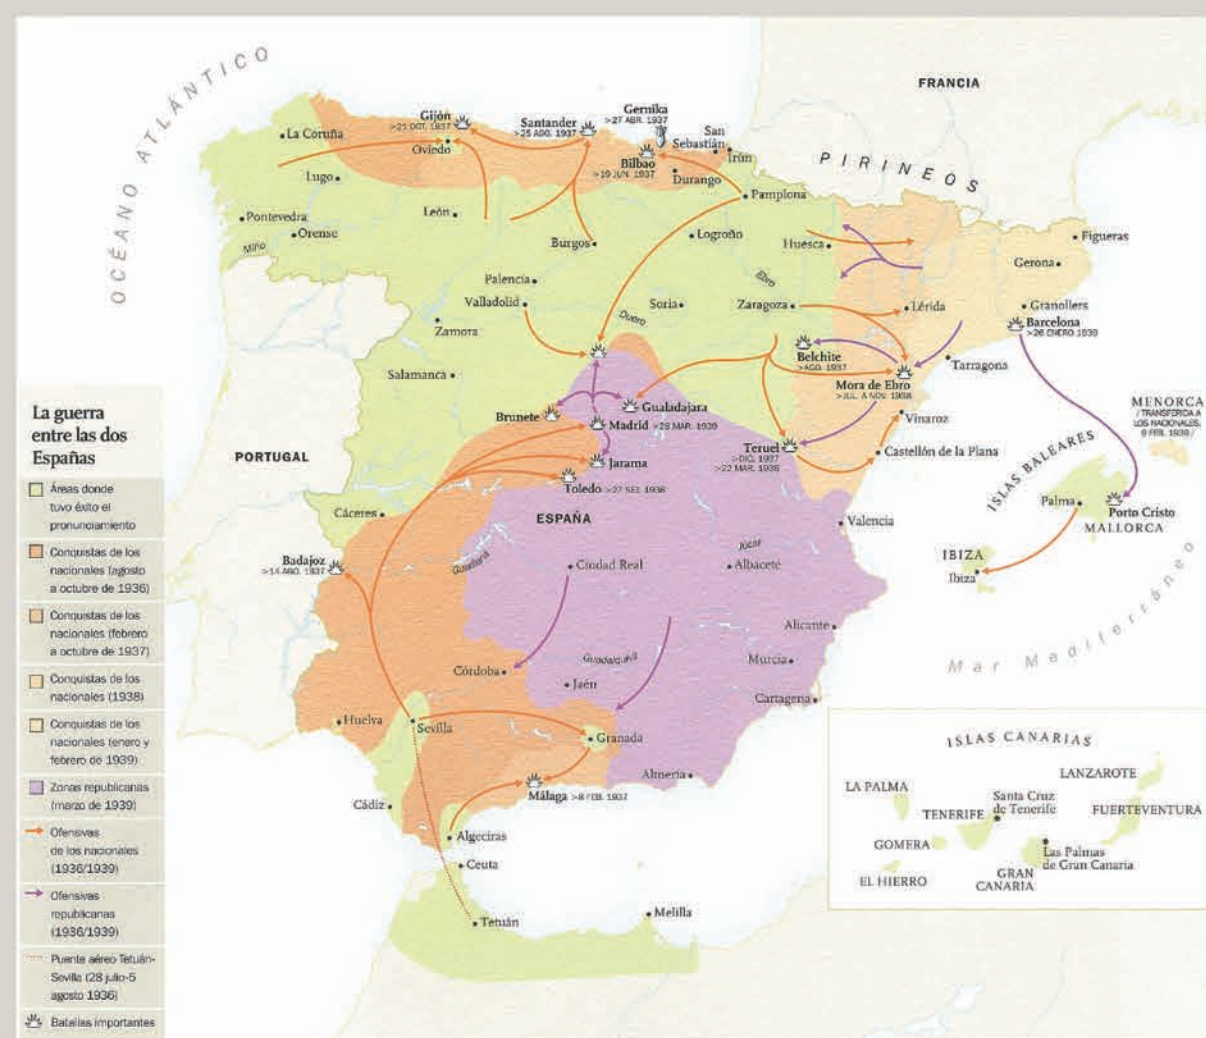 OCÉANO ATLÁNTICO
FRANCIA
PIRINEOS
La Coruña
Gijón
>21 OCT. 1937
Oviedo
Santander
>25 AGO. 1937
Gernika
>27 ABR. 1937
San
Sebastián
Irún
Bilbao
>19 JUN. 1937
Durango
Pamplona
Lugo
León
Pontevedra
Orense
Miño
Burgos
Logroño
Huesca
Figueras
Gerona
Palencia
Valladolid
Zamora
Soria
Duero
Ebro
Zaragoza
Lérida
Granollers
Barcelona
>26 ENERO 1939
Belchite
>AGO. 1937
Tarragona
Mora de Ebro
>JUL. A NOV. 1938
Salamanca
Vinaroz
Brunete
Gualadajara
Madrid >28 MAR. 1939
Jarama
Toledo >27 SEI. 1936
Teruel
>DIC. 1937
>22 MAR. 1938
Castellón de la Plana
MENORCA
/ TRANSFERIDA A
LOS NACIONALES,
9 FEB. 1939 /
ISLAS BALEARES
Palma
Porto Cristo
MALLORCA
IBIZA
Ibiza
Mar Mediterráneo
PORTUGAL
ESPAÑA
Cáceres
Badajoz
>14 AGO. 1937
Guadiana
Ciudad Real
Júcar
Albacete
Valencia
Alicante
Murcia
Cartagena
Córdoba
Guadalquivir
Jaén
Huelva
Sevilla
Granada
Almería
Málaga >8 FEB. 1937
Cádiz
Algeciras
Ceuta
Tetuán
Melilla
La guerra
entre las dos
Españas
Áreas donde
tuvo éxito el
pronunciamiento
Conquistas de los
nacionales (agosto
a octubre de 1936)
Conquistas de los
nacionales (febrero
a octubre de 1937)
Conquistas de los
nacionales (1938)
Conquistas de los
nacionales (enero y
febrero de 1939)
Zonas republicanas
(marzo de 1939)
Ofensivas
de los nacionales
(1936/1939)
Ofensivas
republicanas
(1936/1939)
Puente aéreo Tetuán-
Sevilla (28 julio-5
agosto 1936)
Batallas importantes
ISLAS CANARIAS
LA PALMA
LANZAROTE
Santa Cruz
de Tenerife
TENERIFE
FUERTEVENTURA
GOMERA
Las Palmas
de Gran Canaria
EL HIERRO
GRAN
CANARIA